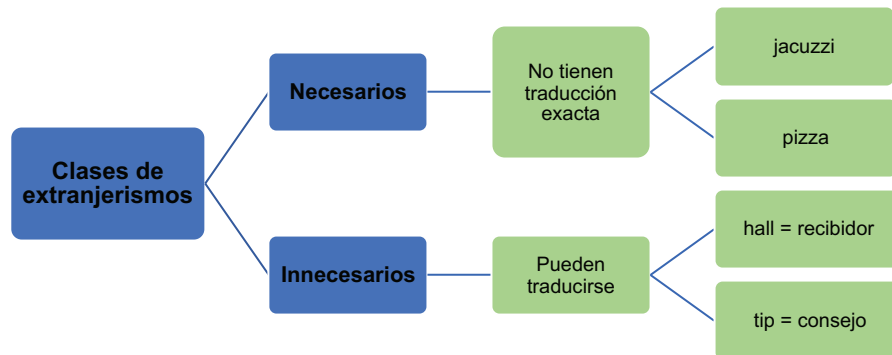 Clases de
extranjerismos
Necesarios
No tienen
traducción
exacta
jacuzzi
pizza
Innecesarios
Pueden
traducirse
hall = recibidor
tip = consejo